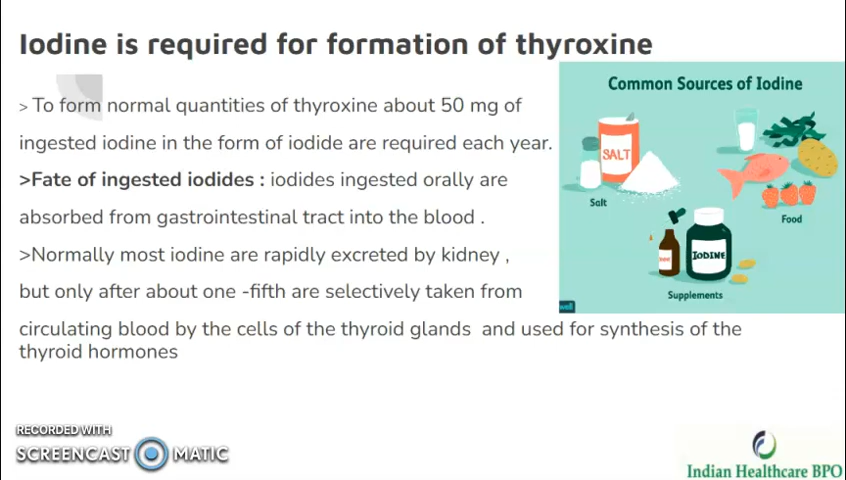 Iodine is required for formation of thyroxine
> To form normal quantities of thyroxine about 50 mg of
ingested iodine in the form of iodide are required each year.
>Fate of ingested iodides : iodides ingested orally are
absorbed from gastrointestinal tract into the blood .
>Normally most iodine are rapidly excreted by kidney ,
but only after about one -fifth are selectively taken from
circulating blood by the cells of the thyroid glands and used for synthesis of the
thyroid hormones
Common Sources of Iodine
SALT
Salt
Food
IODINE
Supplements
well
RECORDED WITH
SCREENCAST MATIC
Indian Healthcare BPO